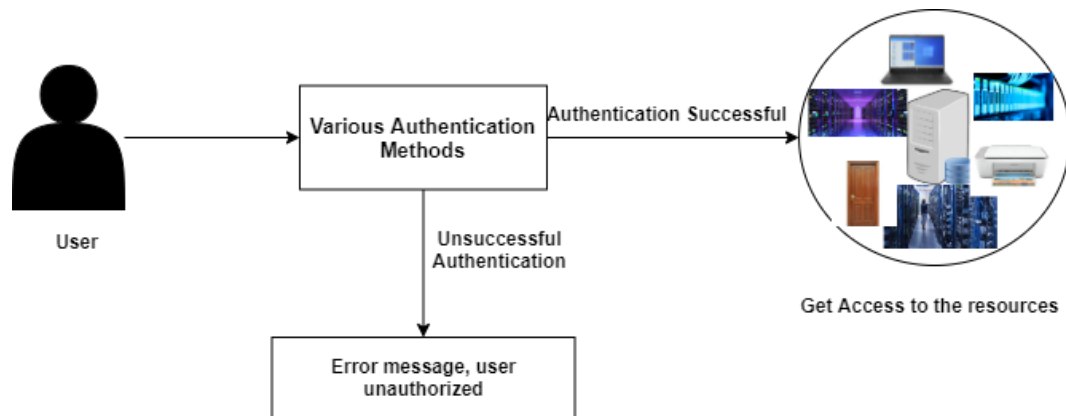 Various Authentication
Methods
Authentication Successful
User
Unsuccessful
Authentication
Get Access to the resources
Error message, user
unauthorized